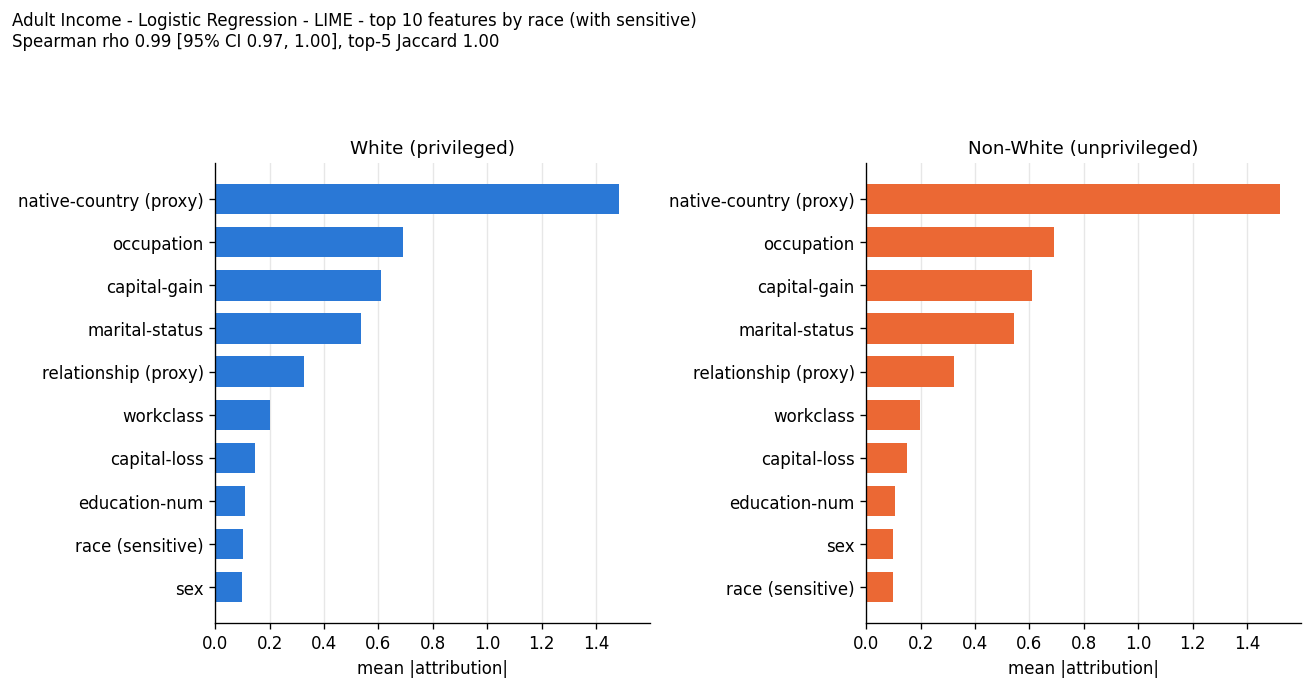 Adult Income - Logistic Regression - LIME - top 10 features by race (with sensitive)
Spearman rho 0.99 [95% CI 0.97, 1.00], top-5 Jaccard 1.00
White (privileged)
native-country (proxy)
occupation
capital-gain
marital-status
relationship (proxy)
workclass
capital-loss
education-num
race (sensitive)
sex
0.0 0.2 0.4 0.6 0.8 1.0 1.2 1.4
mean |attribution|
Non-White (unprivileged)
native-country (proxy)
occupation
capital-gain
marital-status
relationship (proxy)
workclass
capital-loss
education-num
sex
race (sensitive)
0.0 0.2 0.4 0.6 0.8 1.0 1.2 1.4
mean |attribution|